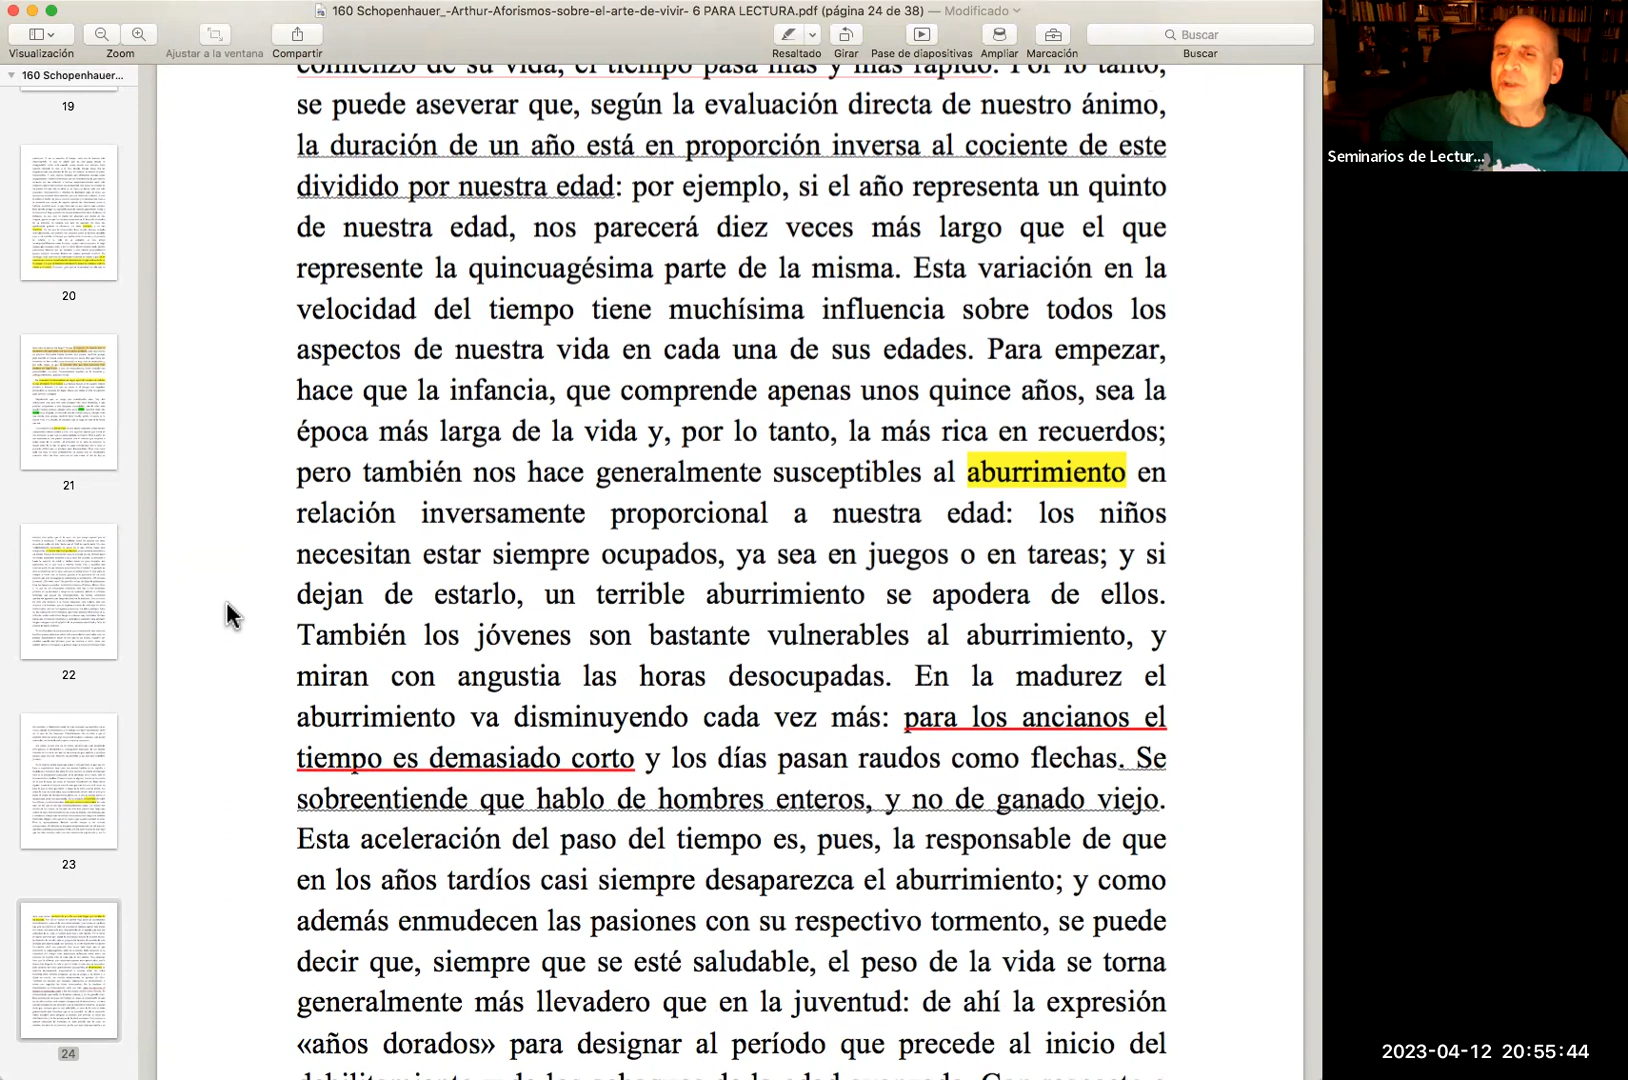 160 Schopenhauer_-Arthur-Aforismos-sobre-el-arte-de-vivir- 6 PARA LECTURA.pdf (página 24 de 38) — Modificado
Buscar
Visualización
Zoom
Ajustar a la ventana
Compartir
Resaltado
Girar
Pase de diapositivas
Ampliar
Marcación
Buscar
160 Schopenhauer...
19
20
21
22
23
24
comienzo de su vida, el tiempo pasa más y más rápido. Por lo tanto,
se puede aseverar que, según la evaluación directa de nuestro ánimo,
la duración de un año está en proporción inversa al cociente de este
dividido por nuestra edad: por ejemplo, si el año representa un quinto
de nuestra edad, nos parecerá diez veces más largo que el que
represente la quincuagésima parte de la misma. Esta variación en la
velocidad del tiempo tiene muchísima influencia sobre todos los
aspectos de nuestra vida en cada una de sus edades. Para empezar,
hace que la infancia, que comprende apenas unos quince años, sea la
época más larga de la vida y, por lo tanto, la más rica en recuerdos;
pero también nos hace generalmente susceptibles al aburrimiento en
relación inversamente proporcional a nuestra edad: los niños
necesitan estar siempre ocupados, ya sea en juegos o en tareas; y si
dejan de estarlo, un terrible aburrimiento se apodera de ellos.
También los jóvenes son bastante vulnerables al aburrimiento, y
miran con angustia las horas desocupadas. En la madurez el
aburrimiento va disminuyendo cada vez más: para los ancianos el
tiempo es demasiado corto y los días pasan raudos como flechas. Se
sobreentiende que hablo de hombres enteros, y no de ganado viejo.
Esta aceleración del paso del tiempo es, pues, la responsable de que
en los años tardíos casi siempre desaparezca el aburrimiento; y como
además enmudecen las pasiones con su respectivo tormento, se puede
decir que, siempre que se esté saludable, el peso de la vida se torna
generalmente más llevadero que en la juventud: de ahí la expresión
«años dorados» para designar al período que precede al inicio del
Seminarios de Lectur...
2023-04-12 20:55:44